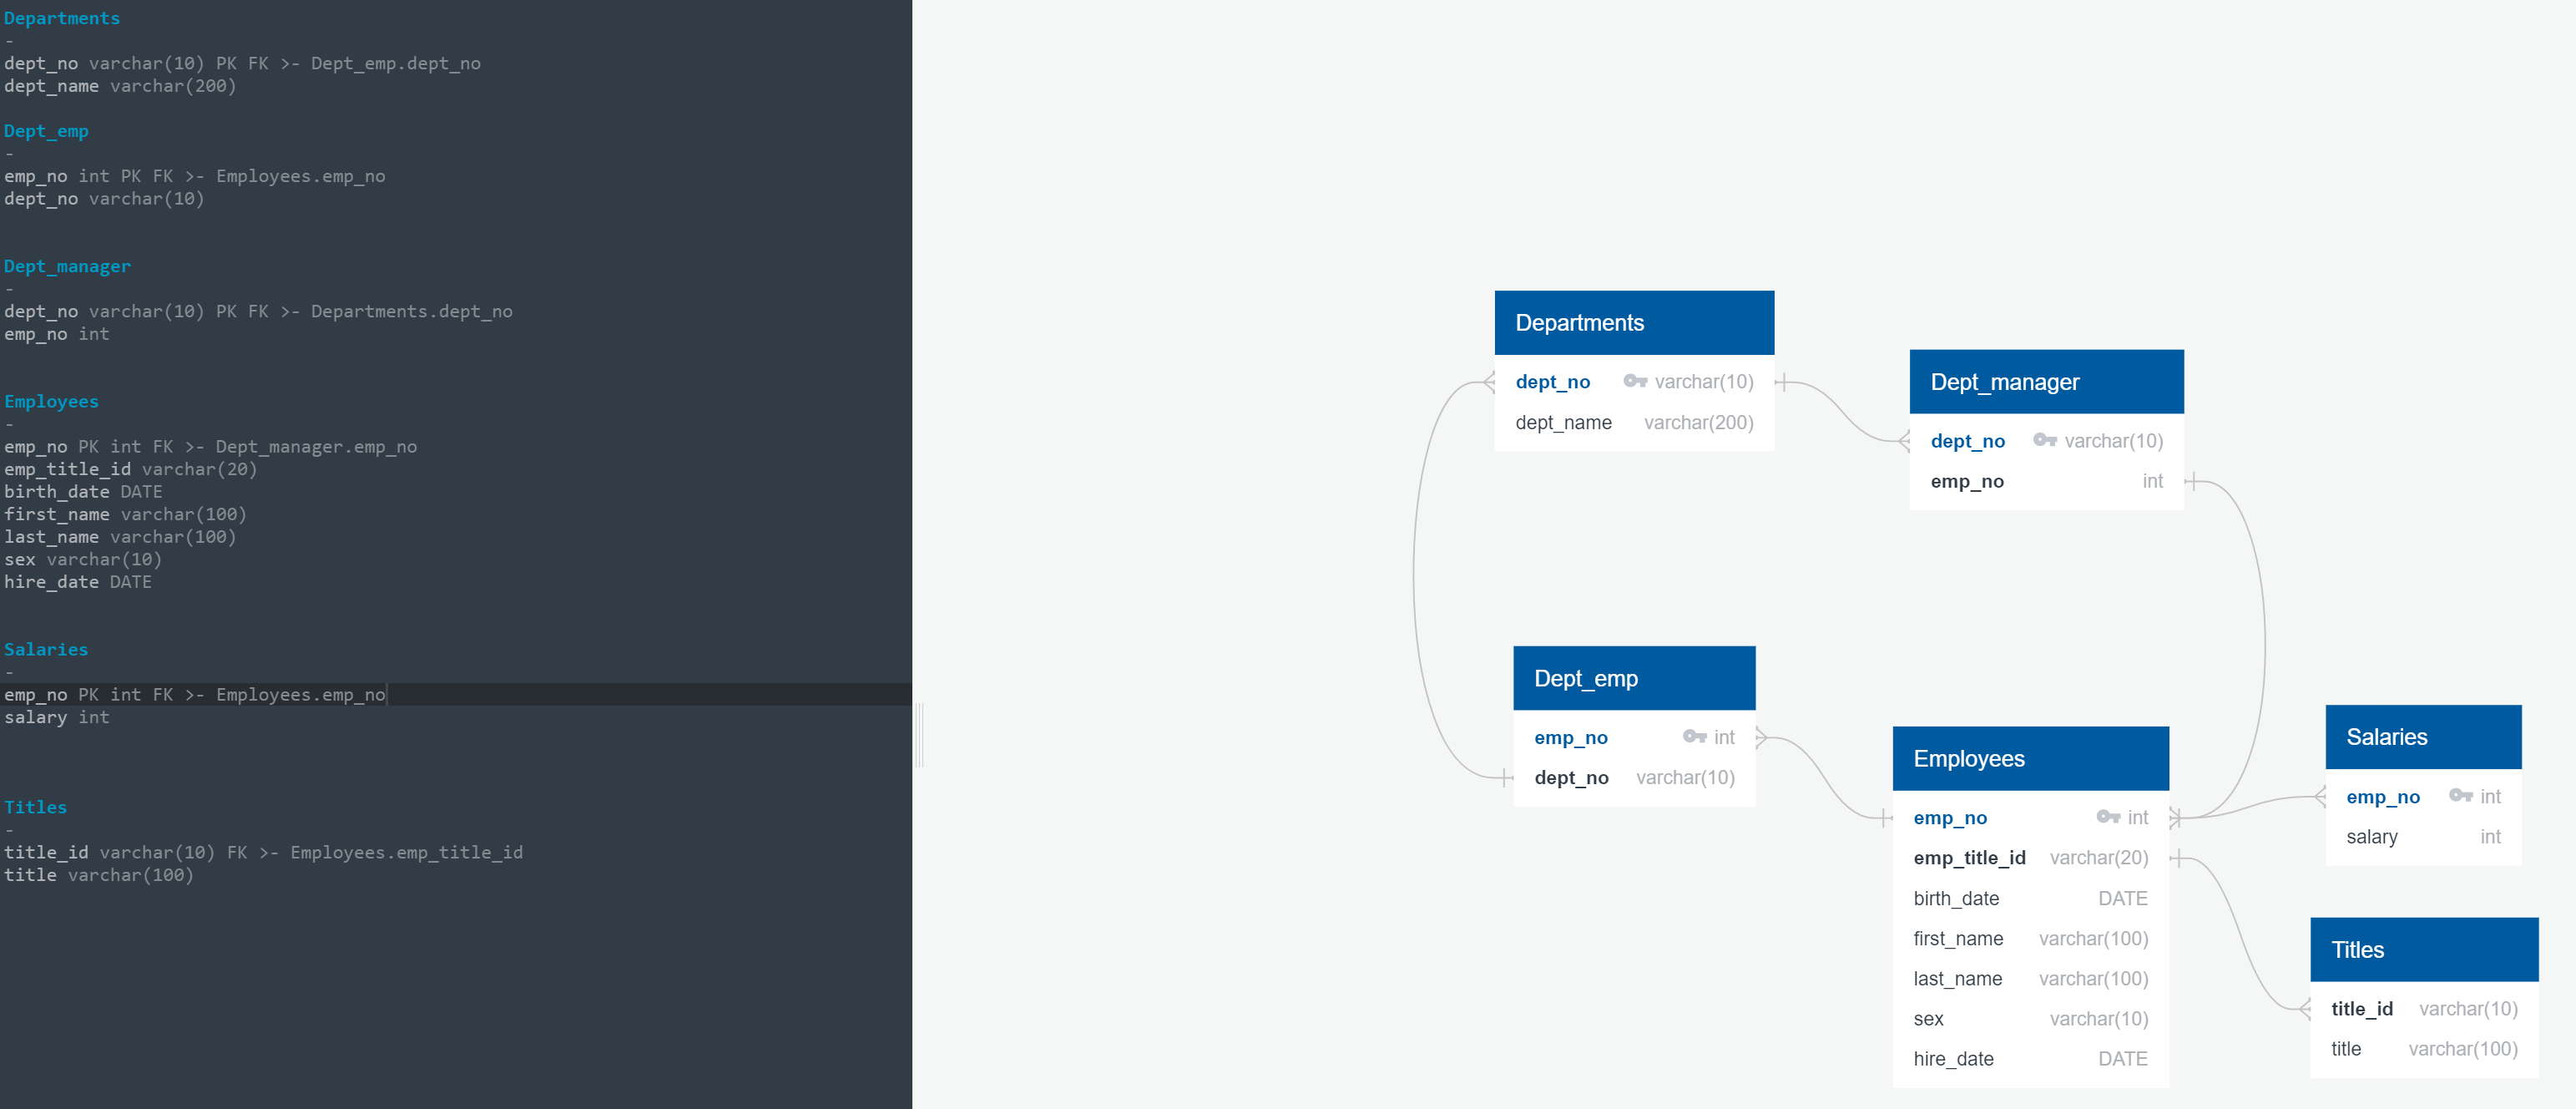 Departments
-
dept_no varchar(10) PK FK >- Dept_emp.dept_no
dept_name varchar(200)
Dept_emp
-
emp_no int PK FK >- Employees.emp_no
dept_no varchar(10)
Dept_manager
-
dept_no varchar(10) PK FK >- Departments.dept_no
emp_no int
Employees
-
emp_no PK int FK >- Dept_manager.emp_no
emp_title_id varchar(20)
birth_date DATE
first_name varchar(100)
last_name varchar(100)
sex varchar(10)
hire_date DATE
Salaries
-
emp_no PK int FK >- Employees.emp_no
salary int
Titles
-
title_id varchar(10) FK >- Employees.emp_title_id
title varchar(100)
Departments
dept_no varchar(10)
dept_name varchar(200)
Dept_manager
dept_no varchar(10)
emp_no int
Dept_emp
emp_no int
dept_no varchar(10)
Employees
emp_no int
emp_title_id varchar(20)
birth_date DATE
first_name varchar(100)
last_name varchar(100)
sex varchar(10)
hire_date DATE
Salaries
emp_no int
salary int
Titles
title_id varchar(10)
title varchar(100)